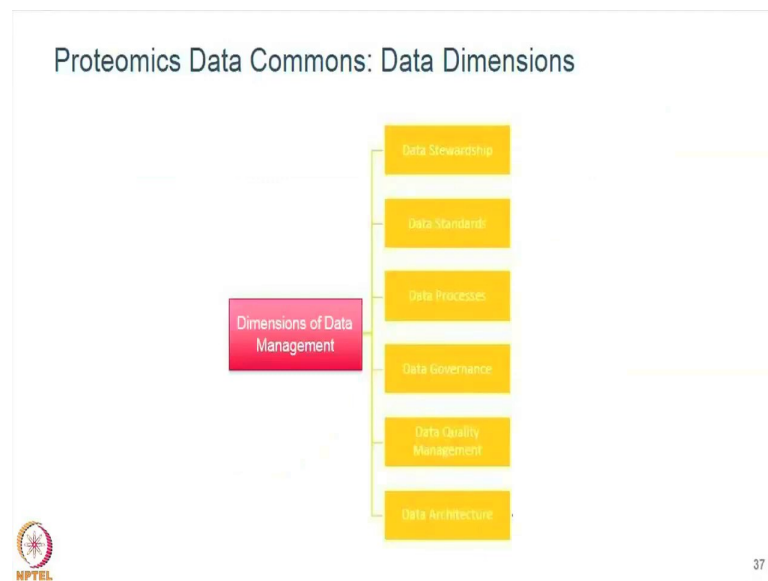 Proteomics Data Commons: Data Dimensions
Data Stewardship
Data Standards
Data Processes
Dimensions of Data
Management
Data Governance
Data Quality
Management
Data Architecture
NPTEL
37